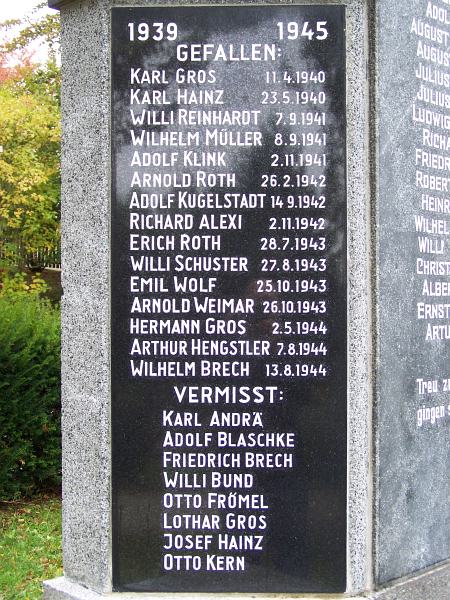 1939 1945
GEFALLEN:
KARL GROS 11.4.1940
KARL HAINZ 23.5.1940
WILLI REINHARDT 7.9.1941
WILHELM MÜLLER 8.9.1941
ADOLF KLINK 2.11.1941
ARNOLD ROTH 26.2.1942
ADOLF KUGELSTADT 14.9.1942
RICHARD ALEXI 2.11.1942
ERICH ROTH 28.7.1943
WILLI SCHUSTER 27.8.1943
EMIL WOLF 25.10.1943
ARNOLD WEIMAR 26.10.1943
HERMANN GROS 2.5.1944
ARTHUR HENGSTLER 7.8.1944
WILHELM BRECH 13.8.1944
VERMISST:
KARL ANDRÄ
ADOLF BLASCHKE
FRIEDRICH BRECH
WILLI BUND
OTTO FRÖMEL
LOTHAR GROS
JOSEF HAINZ
OTTO KERN
ADOL
AUGUST
AUGUS
JULIUS
JULIU
LUDWIG
RICHA
FRIEDR
ROBERT
HEINR
WILHEL
WILLI
CHRIST
ALBER
ERNST
ARTU
Treu z
gingen s